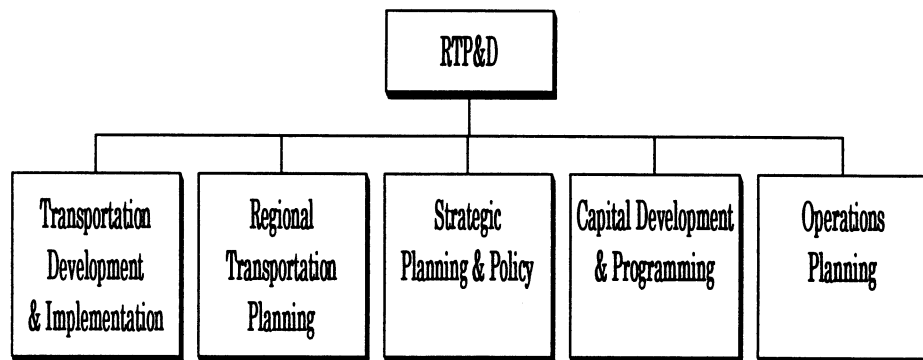 RTP&D
Transportation
Development
& Implementation
Regional
Transportation
Planning
Strategic
Planning & Policy
Capital Development
& Programming
Operations
Planning